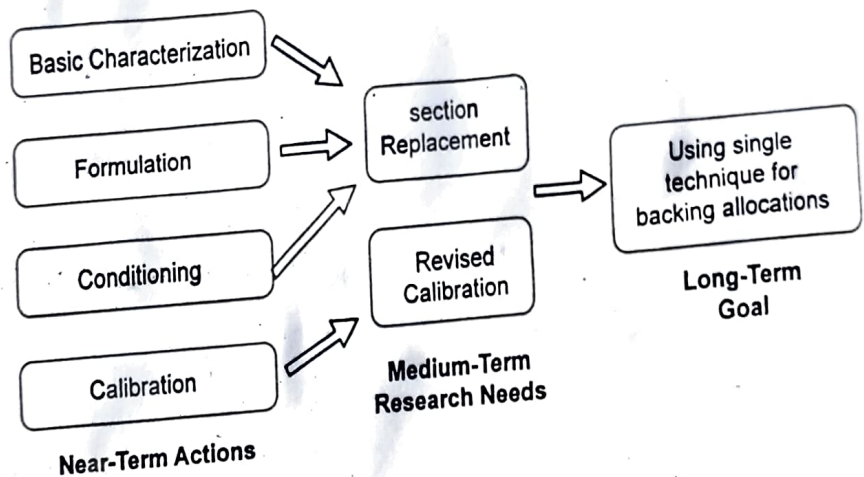 Basic Characterization
Formulation
Conditioning
Calibration
Near-Term Actions
section
Replacement
Revised
Calibration
Medium-Term
Research Needs
Using single
technique for
backing allocations
Long-Term
Goal